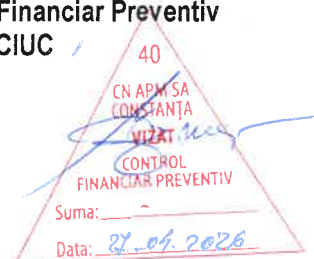 Financiar Preventiv
CIUC
40
CN APM SA
CONSTANȚA
VIZAT
CONTROL
FINANCIAR PREVENTIV
Suma: -
Data: 27.04.2026